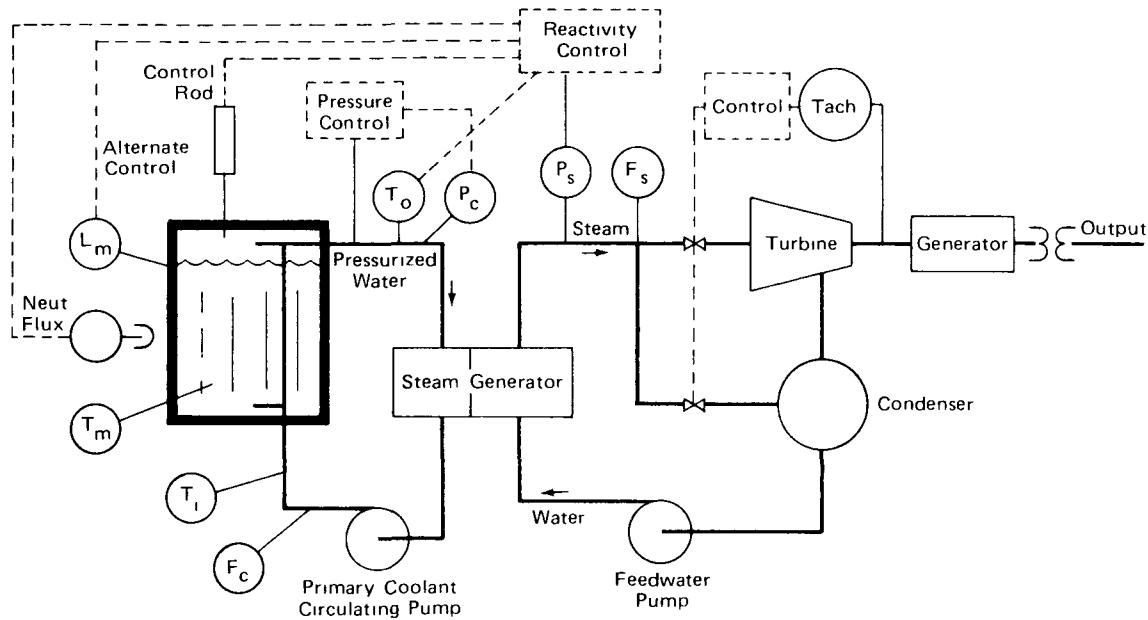 Reactivity
Control
Control
Rod
Pressure
Control
Control
Tach
Alternate
Control
T_o
P_c
P_s
F_s
L_m
Steam
Turbine
Generator
Output
Pressurized
Water
Neut
Flux
Steam Generator
Condenser
T_m
T_I
Water
F_c
Primary Coolant
Circulating Pump
Feedwater
Pump